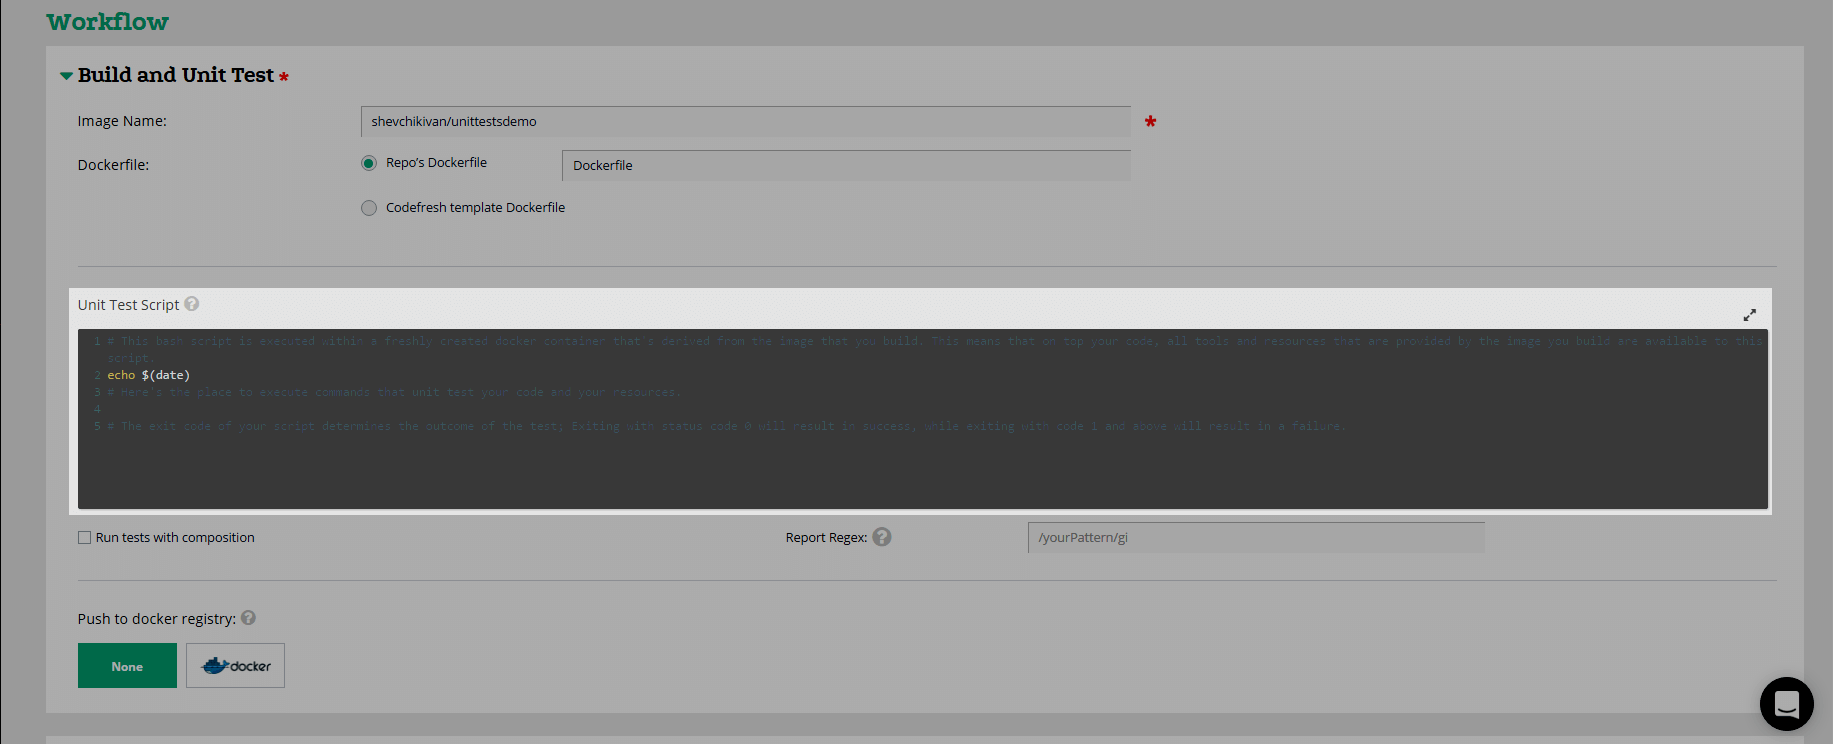 Workflow
Build and Unit Test *
Image Name:
shevchikivan/unittestsdemo
*
Dockerfile:
Repo's Dockerfile
Dockerfile
Codefresh template Dockerfile
Unit Test Script ?
1 # This bash script is executed within a freshly created docker container that's derived from the image that you build. This means that on top your code, all tools and resources that are provided by the image you build are available to this
script.
2 echo $(date)
3 # Here's the place to execute commands that unit test your code and your resources.
4
5 # The exit code of your script determines the outcome of the test; Exiting with status code 0 will result in success, while exiting with code 1 and above will result in a failure.
Run tests with composition
Report Regex: ?
/yourPattern/gi
Push to docker registry: ?
None
docker